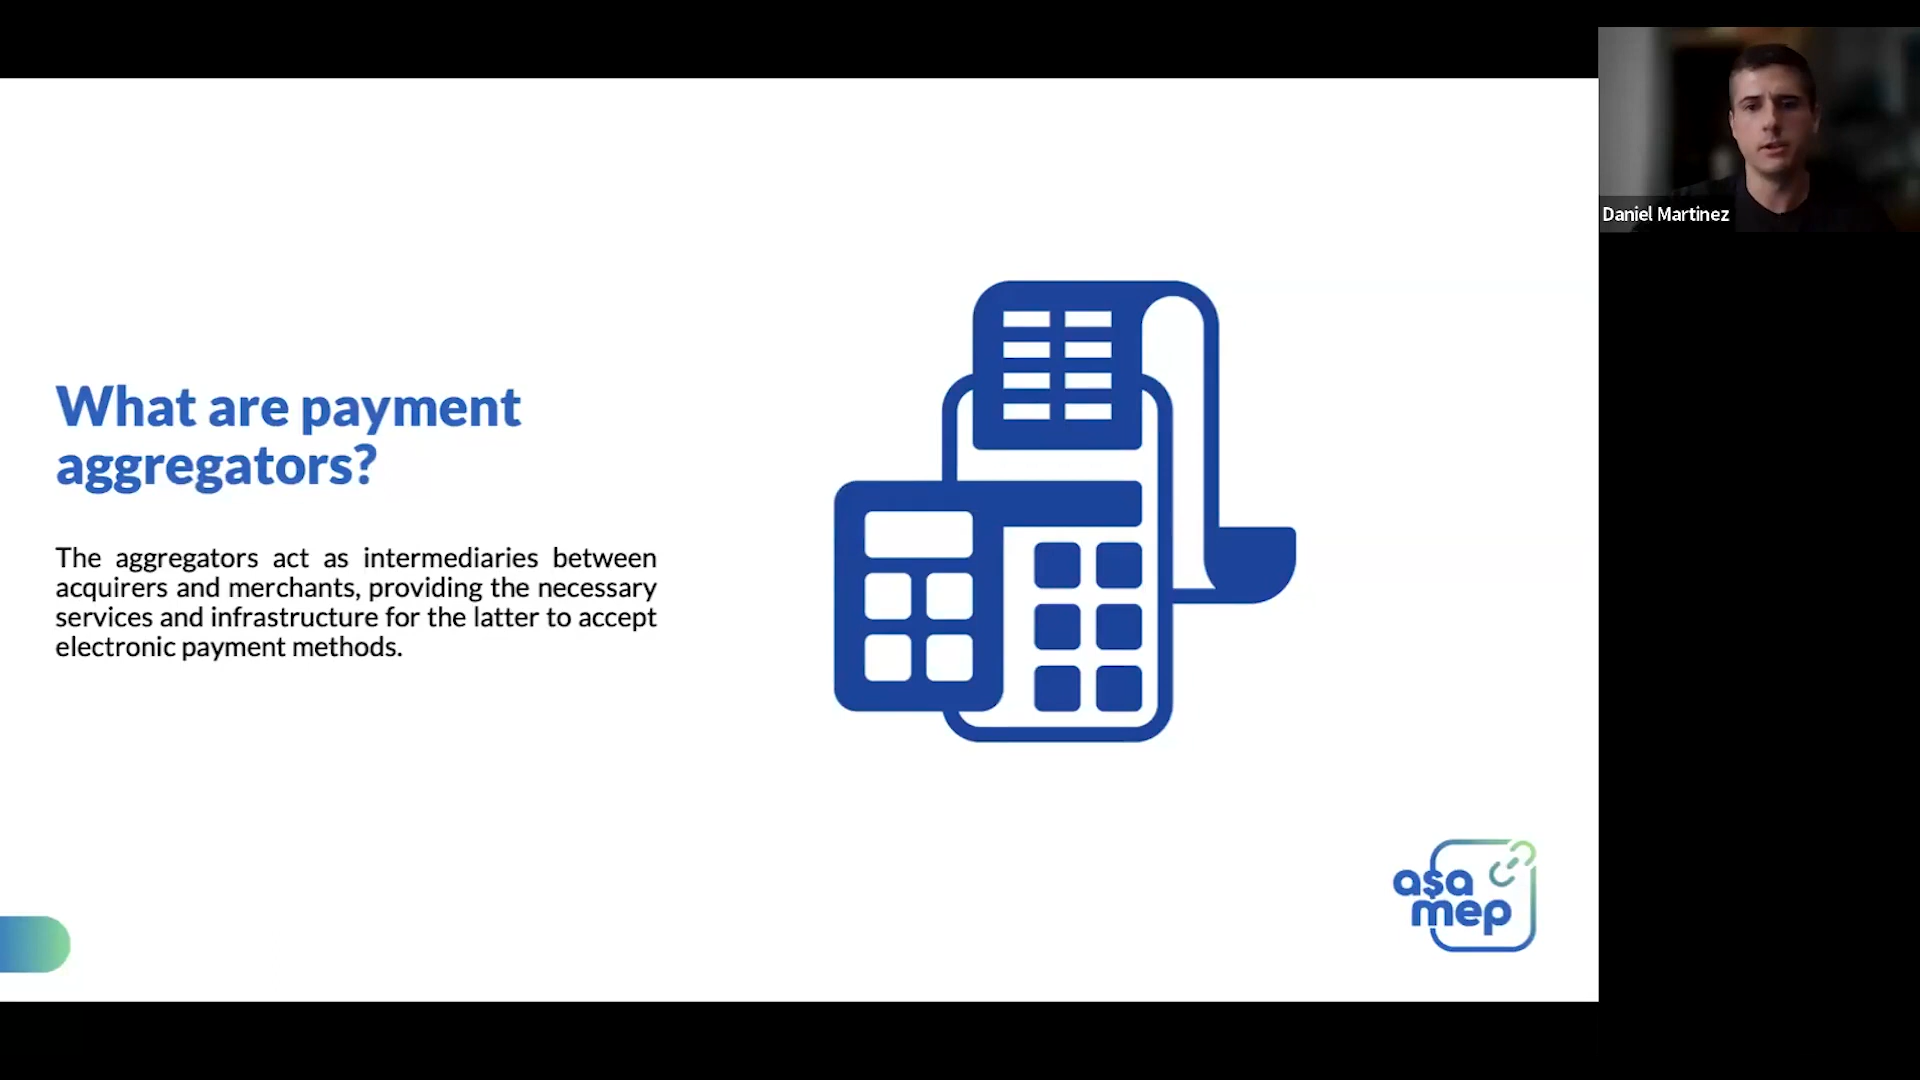 What are payment
aggregators?
The aggregators act as intermediaries between
acquirers and merchants, providing the necessary
services and infrastructure for the latter to accept
electronic payment methods.
Daniel Martinez
a$a
mep